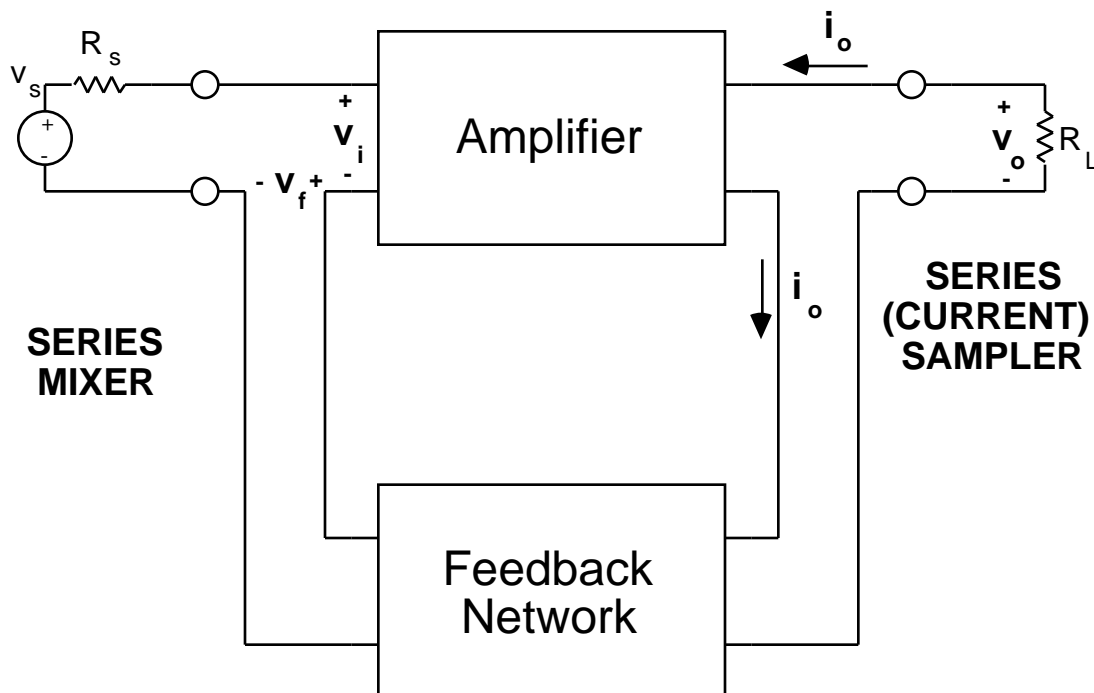 R s
v s
+
-
+
v i
-
- v f +
Amplifier
i o
+
v o
-
R L
i o
SERIES
MIXER
SERIES
(CURRENT)
SAMPLER
Feedback
Network